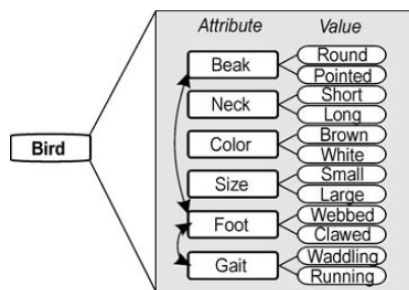 Attribute Value
Round
Beak
Pointed
Short
Neck
Long
Brown
Color
White
Bird
Small
Size
Large
Webbed
Foot
Clawed
Waddling
Gait
Running